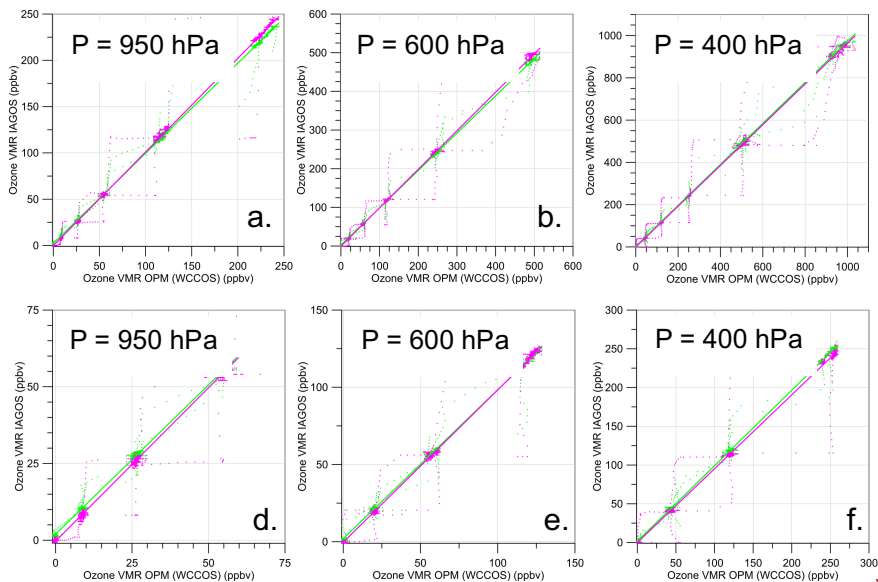 250
200
150
100
50
0
Ozone VMR IAGOS (ppbv)
P = 950 hPa
a.
0 50 100 150 200 250
Ozone VMR OPM (WCCOS) (ppbv)
600
500
400
300
200
100
0
Ozone VMR IAGOS (ppbv)
P = 600 hPa
b.
0 100 200 300 400 500 600
Ozone VMR OPM (WCCOS) (ppbv)
1000
800
600
400
200
0
Ozone VMR IAGOS (ppbv)
P = 400 hPa
c.
0 200 400 600 800 1000
Ozone VMR OPM (WCCOS) (ppbv)
75
50
25
0
Ozone VMR IAGOS (ppbv)
P = 950 hPa
d.
0 25 50 75
Ozone VMR OPM (WCCOS) (ppbv)
150
100
50
0
Ozone VMR IAGOS (ppbv)
P = 600 hPa
e.
0 50 100 150
Ozone VMR OPM (WCCOS) (ppbv)
300
250
200
150
100
50
0
Ozone VMR IAGOS (ppbv)
P = 400 hPa
f.
0 50 100 150 200 250 300
Ozone VMR OPM (WCCOS) (ppbv)